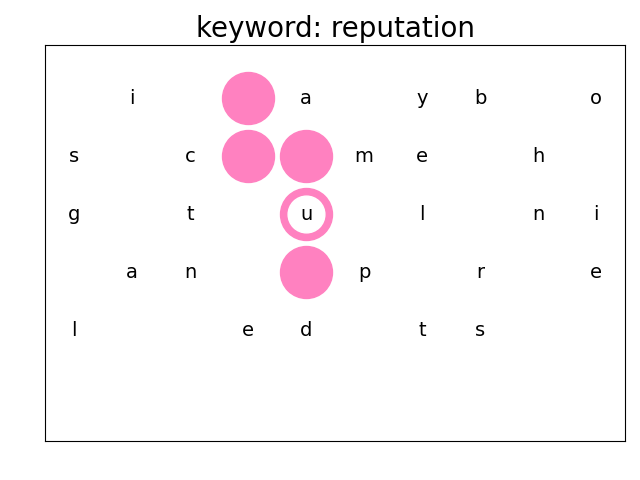 keyword: reputation
i a y b o
s c m e h
g t u l n i
a n p r e
l e d t s